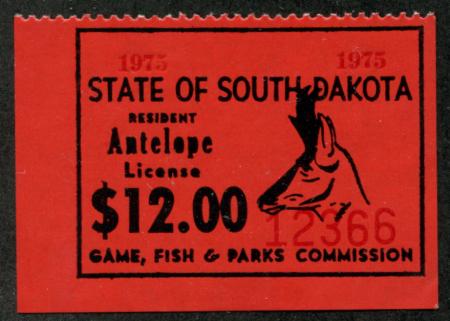 1975 1975
STATE OF SOUTH DAKOTA
RESIDENT
Antelope
License
$12.00
12366
GAME, FISH & PARKS COMMISSION